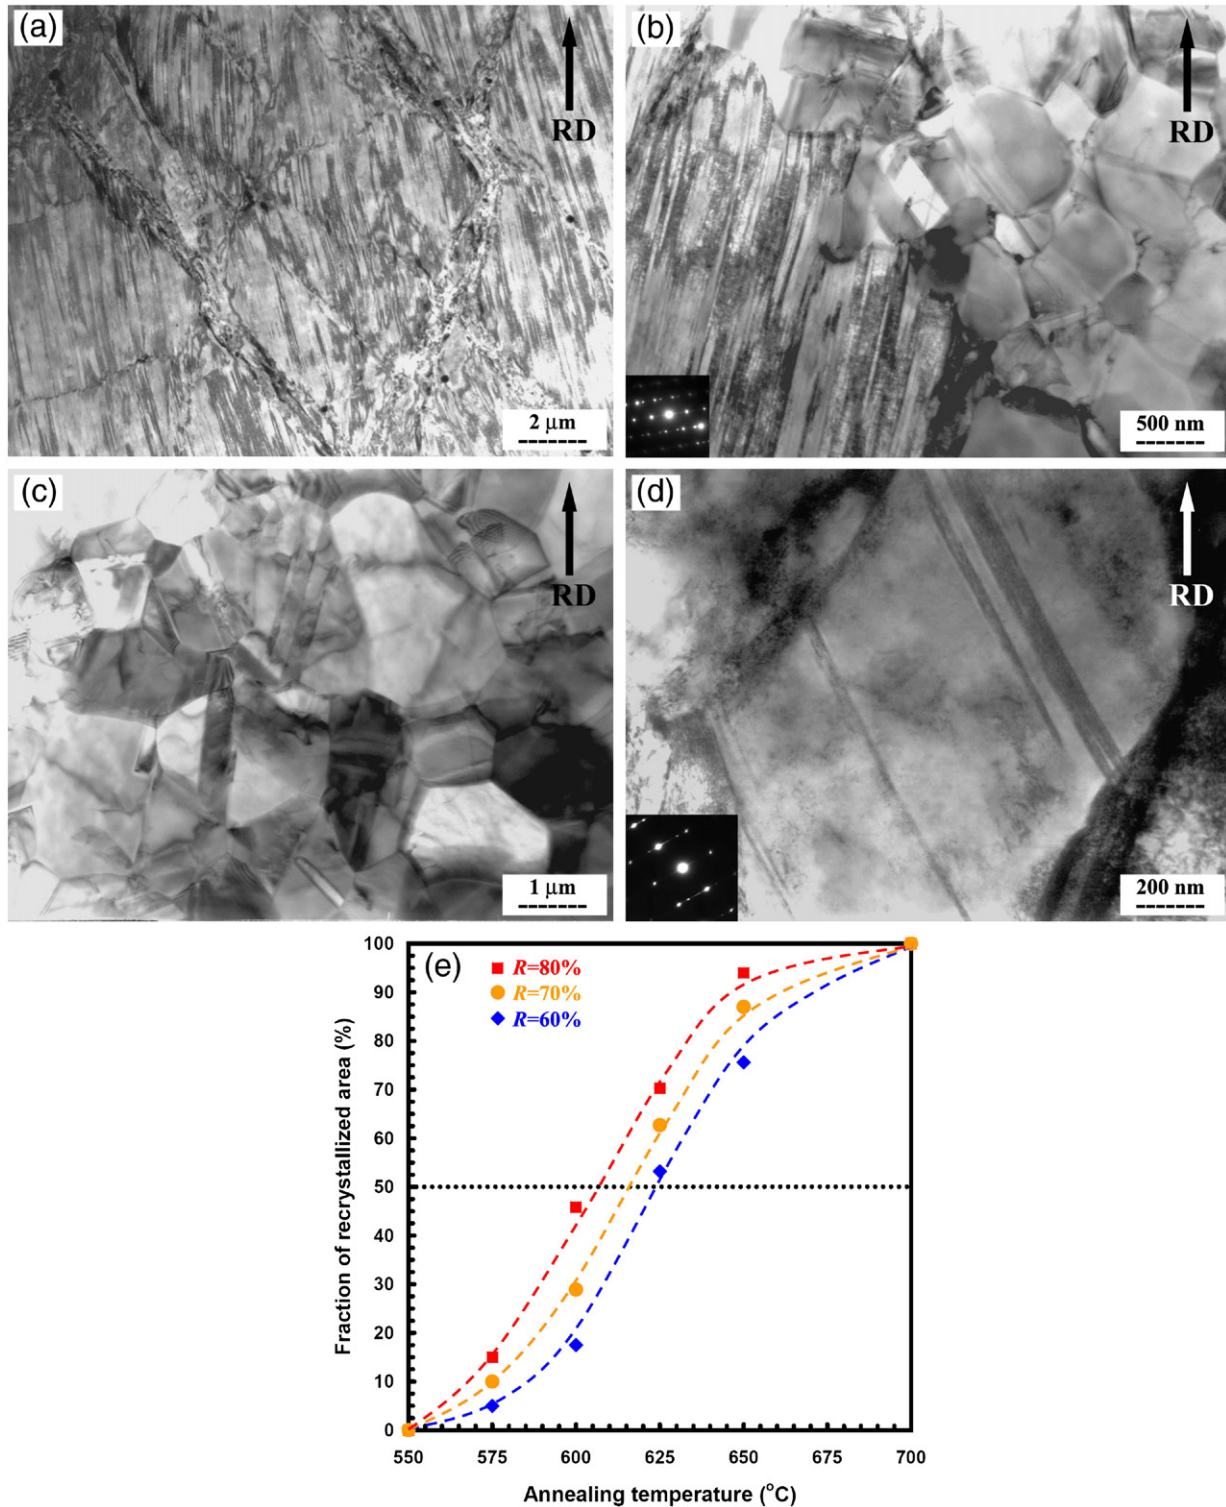 (a)
RD
2 μm
(b)
RD
500 nm
(c)
RD
1 μm
(d)
RD
200 nm
(e)
R=80%
R=70%
R=60%
Fraction of recrystallized area (%)
100
90
80
70
60
50
40
30
20
10
0
550 575 600 625 650 675 700
Annealing temperature (°C)